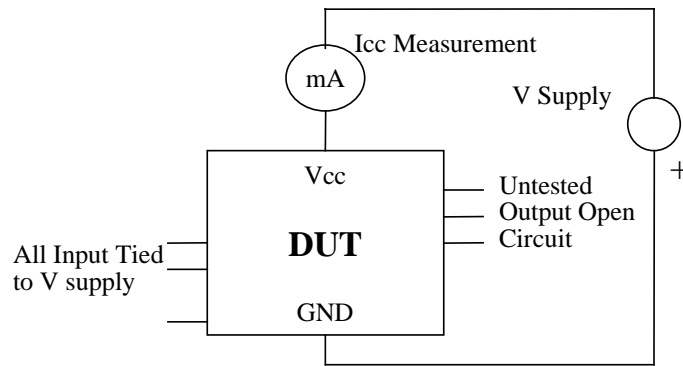 Icc Measurement
mA
V Supply
+
Vcc
Untested
Output Open
Circuit
DUT
All Input Tied
to V supply
GND